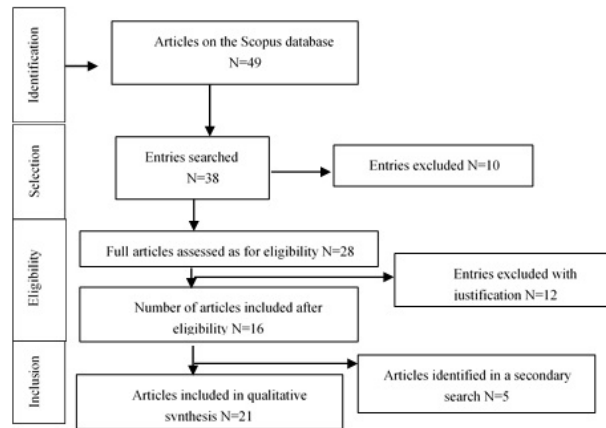 Identification
Articles on the Scopus database
N=49
Selection
Entries searched
N=38
Entries excluded N=10
Eligibility
Full articles assessed as for eligibility N=28
Entries excluded with
justification N=12
Number of articles included after
eligibility N=16
Inclusion
Articles included in qualitative
synthesis N=21
Articles identified in a secondary
search N=5